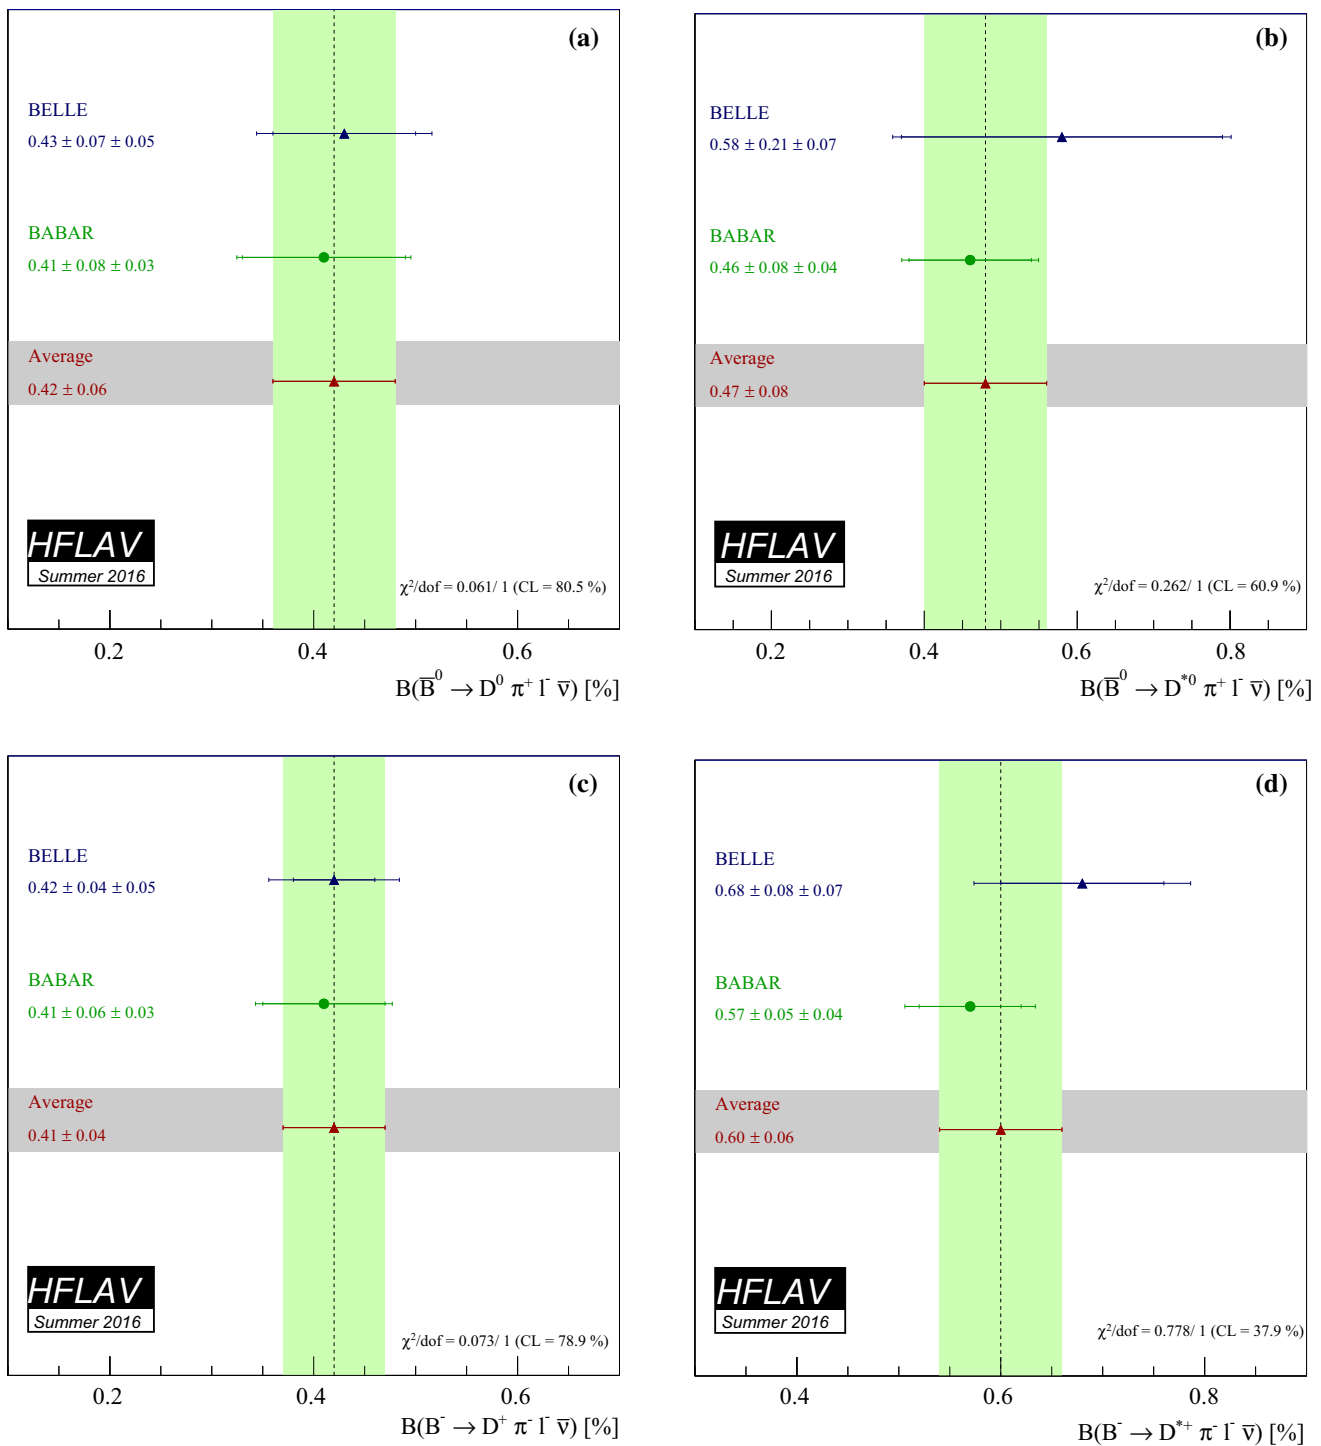 (a)
BELLE
0.43 ± 0.07 ± 0.05
BABAR
0.41 ± 0.08 ± 0.03
Average
0.42 ± 0.06
HFLAV
Summer 2016
χ²/dof = 0.061/ 1 (CL = 80.5 %)
0.2 0.4 0.6
B(B̅⁰ → D⁰ π⁺ l⁻ ν̅) [%]
(b)
BELLE
0.58 ± 0.21 ± 0.07
BABAR
0.46 ± 0.08 ± 0.04
Average
0.47 ± 0.08
HFLAV
Summer 2016
χ²/dof = 0.262/ 1 (CL = 60.9 %)
0.2 0.4 0.6 0.8
B(B̅⁰ → D*⁰ π⁺ l⁻ ν̅) [%]
(c)
BELLE
0.42 ± 0.04 ± 0.05
BABAR
0.41 ± 0.06 ± 0.03
Average
0.41 ± 0.04
HFLAV
Summer 2016
χ²/dof = 0.073/ 1 (CL = 78.9 %)
0.2 0.4 0.6
B(B⁻ → D⁺ π⁻ l⁻ ν̅) [%]
(d)
BELLE
0.68 ± 0.08 ± 0.07
BABAR
0.57 ± 0.05 ± 0.04
Average
0.60 ± 0.06
HFLAV
Summer 2016
χ²/dof = 0.778/ 1 (CL = 37.9 %)
0.4 0.6 0.8
B(B⁻ → D*⁺ π⁻ l⁻ ν̅) [%]